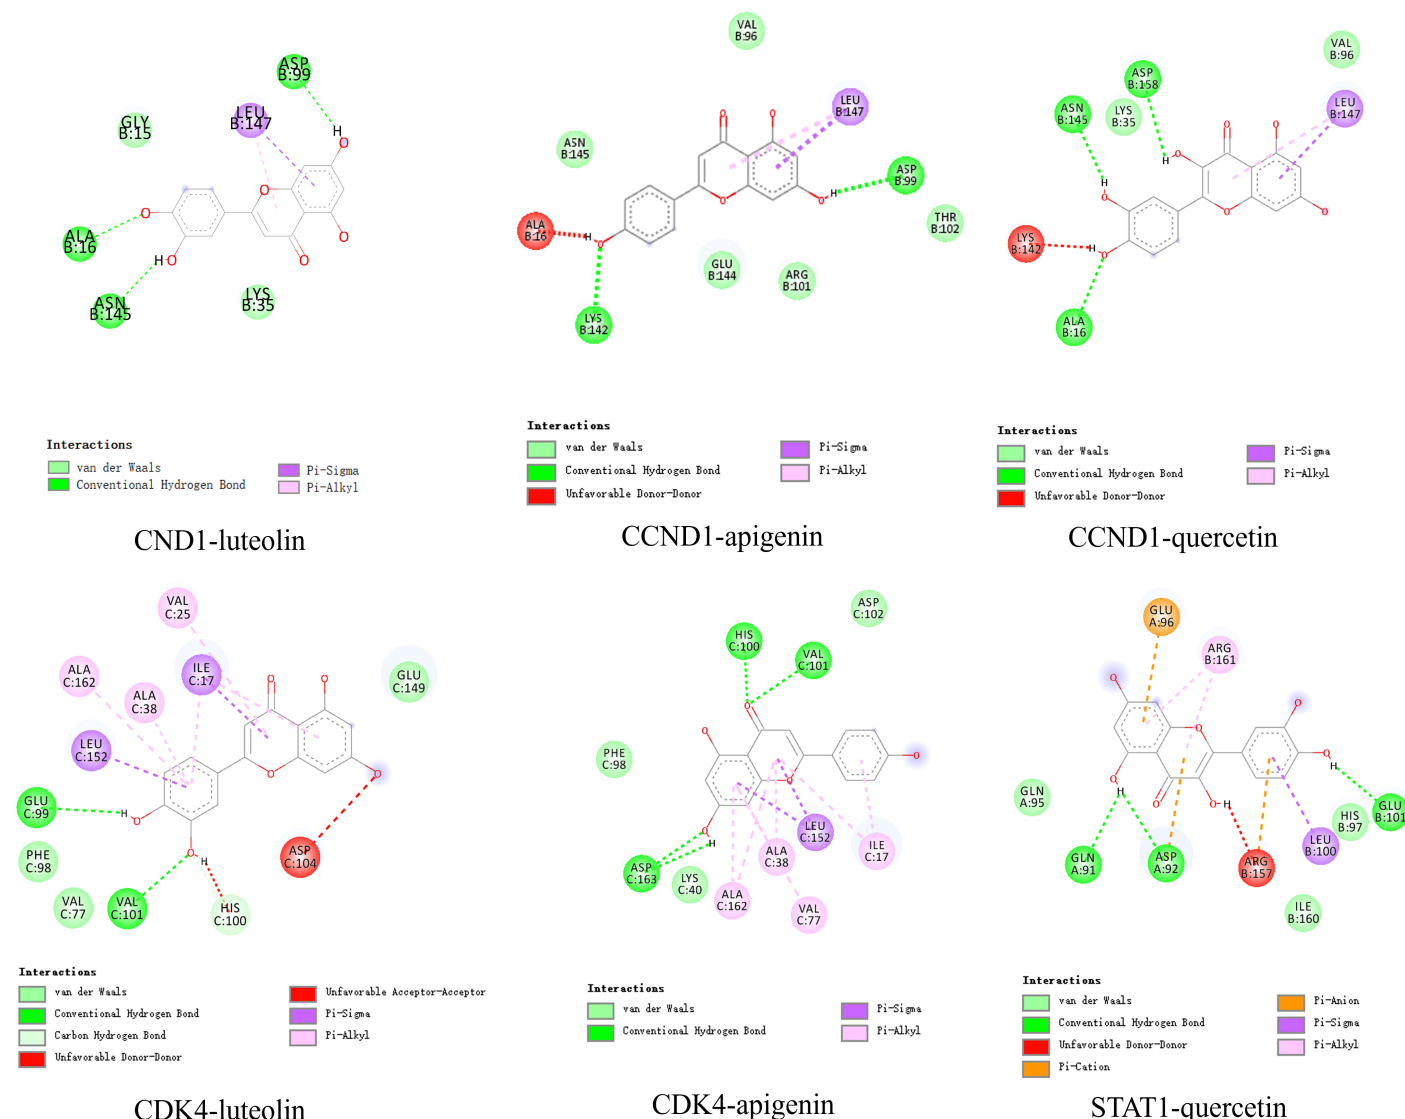 ASP
B:99
GLY
B:15
LEU
B:147
H
O
O
O
ALA
B:16
H
O
O
O
ASN
B:145
LYS
B:35
Interactions
van der Waals
Conventional Hydrogen Bond
Pi-Sigma
Pi-Alkyl
CND1-luteolin
VAL
B:96
LEU
B:147
ASN
B:145
O
O
ASP
B:99
H
O
O
THR
B:102
ALA
B:16
H
O
GLU
B:144
ARG
B:101
LYS
B:142
Interactions
van der Waals
Conventional Hydrogen Bond
Unfavorable Donor-Donor
Pi-Sigma
Pi-Alkyl
CCND1-apigenin
VAL
B:96
ASP
B:158
LEU
B:147
ASN
B:145
LYS
B:35
O
O
H
O
H
O
O
O
LYS
B:142
H
O
ALA
B:16
Interactions
van der Waals
Conventional Hydrogen Bond
Unfavorable Donor-Donor
Pi-Sigma
Pi-Alkyl
CCND1-quercetin
VAL
C:25
ALA
C:162
ILE
C:17
ALA
C:38
O
O
GLU
C:149
LEU
C:152
O
O
GLU
C:99
H
O
O
H
ASP
C:104
PHE
C:98
VAL
C:77
VAL
C:101
HIS
C:100
Interactions
van der Waals
Conventional Hydrogen Bond
Carbon Hydrogen Bond
Unfavorable Donor-Donor
Unfavorable Acceptor-Acceptor
Pi-Sigma
Pi-Alkyl
CDK4-luteolin
ASP
C:102
HIS
C:100
VAL
C:101
O
O
O
PHE
C:98
O
O
H
LEU
C:152
ALA
C:38
ILE
C:17
ASP
C:163
LYS
C:40
ALA
C:162
VAL
C:77
Interactions
van der Waals
Conventional Hydrogen Bond
Pi-Sigma
Pi-Alkyl
CDK4-apigenin
GLU
A:96
ARG
B:161
O
O
O
O
H
O
H
O
O
H
GLN
A:95
GLU
B:101
HIS
B:97
LEU
B:100
GLN
A:91
ASP
A:92
ARG
B:157
ILE
B:160
Interactions
van der Waals
Conventional Hydrogen Bond
Unfavorable Donor-Donor
Pi-Cation
Pi-Anion
Pi-Sigma
Pi-Alkyl
STAT1-quercetin